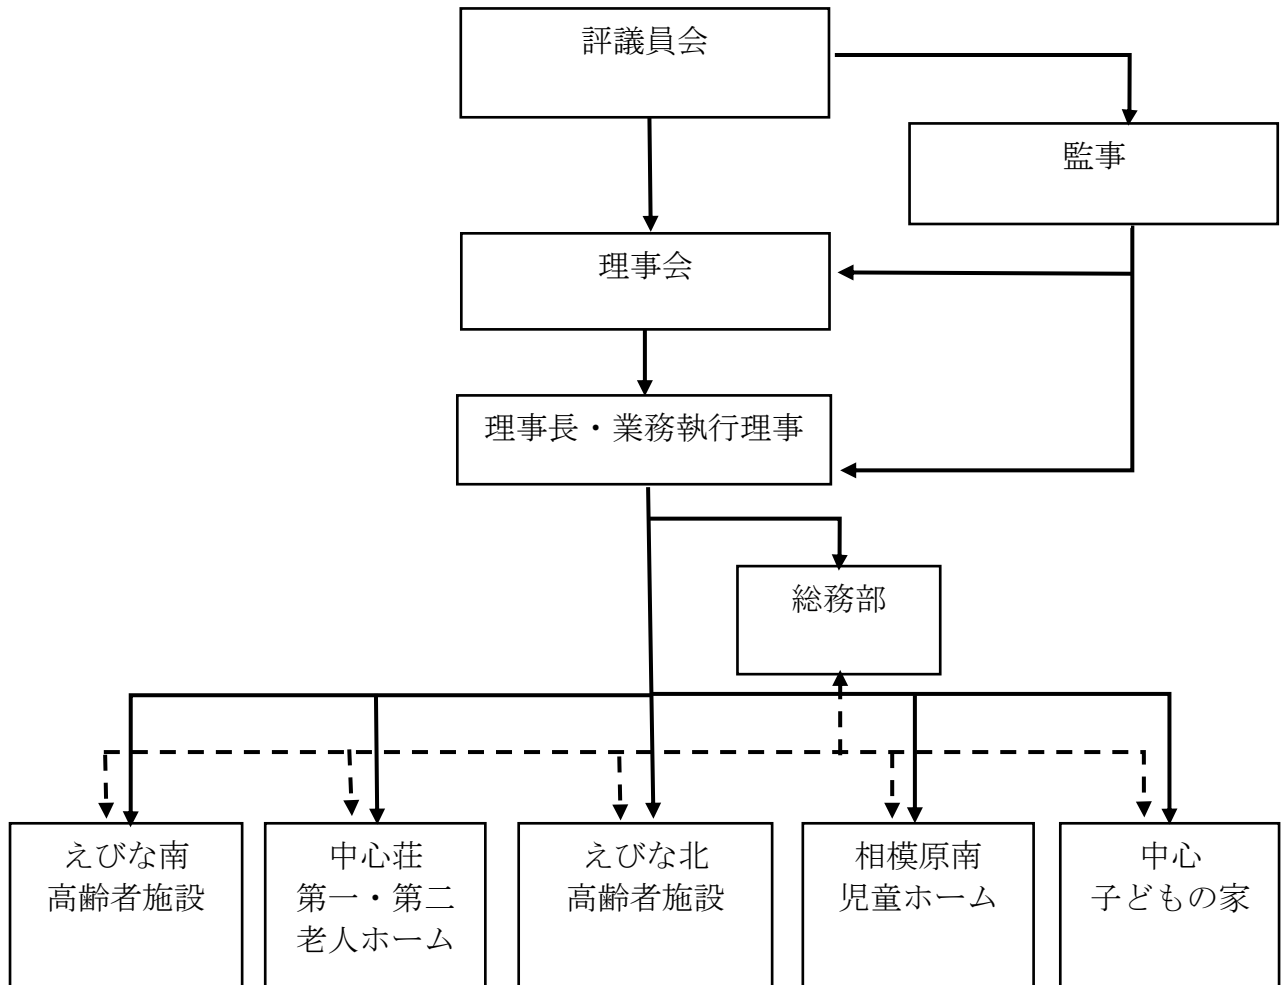 評議員会
監事
理事会
理事長・業務執行理事
総務部
えびな南
高齢者施設
中心荘
第一・第二
老人ホーム
えびな北
高齢者施設
相模原南
児童ホーム
中心
子どもの家